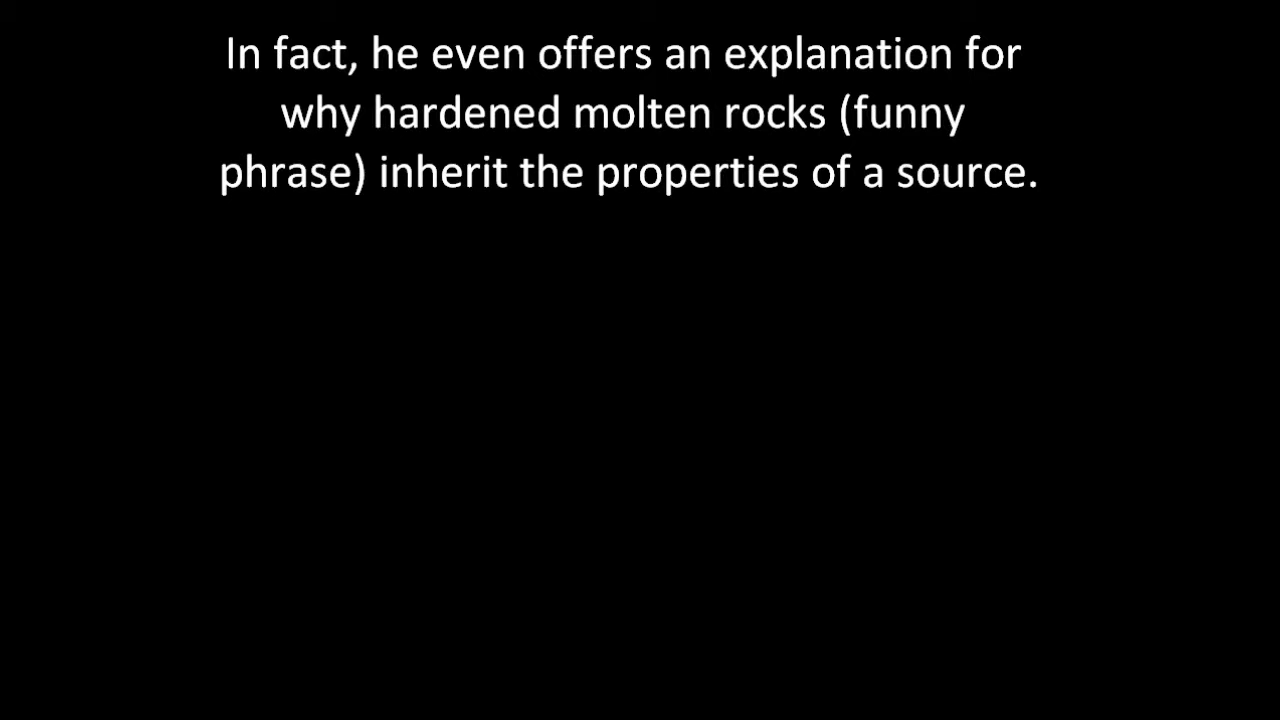 In fact, he even offers an explanation for
why hardened molten rocks (funny
phrase) inherit the properties of a source.